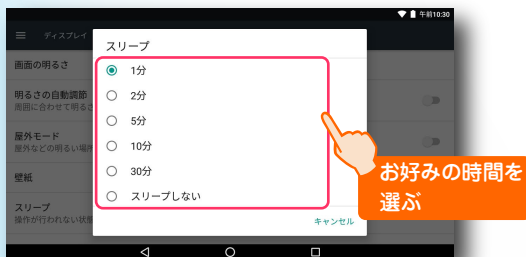 午前10:30
ディスプレイ
スリープ
画面の明るさ
1分
明るさの自動調節
周囲に合わせて明るさ
2分
5分
屋外モード
屋外などの明るい場所
10分
壁紙
30分
お好みの時間を
選ぶ
スリープ
操作が行われない状態
スリープしない
キャンセル